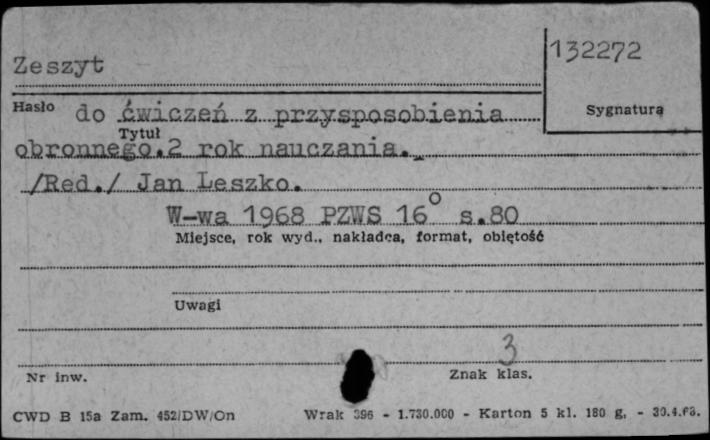 Zeszyt
132272
Hasło do ćwiczeń z przysposobienia
Sygnatura
Tytuł
obronnego.2 rok nauczania.
/Red./ Jan Leszko.
W-wa 1968 PZWS 16° s.80
Miejsce, rok wyd., nakładca, format, objętość
Uwagi
3
Nr inw.
Znak klas.
CWD B 15a Zam. 452/DW/On Wrak 396 - 1.730.000 - Karton 5 kl. 180 g, - 30.4.68.